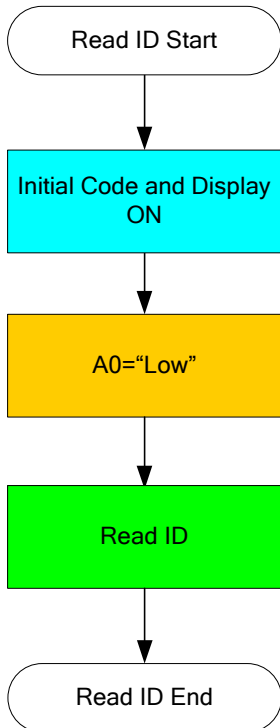 Read ID Start
Initial Code and Display
ON
A0=“Low”
Read ID
Read ID End